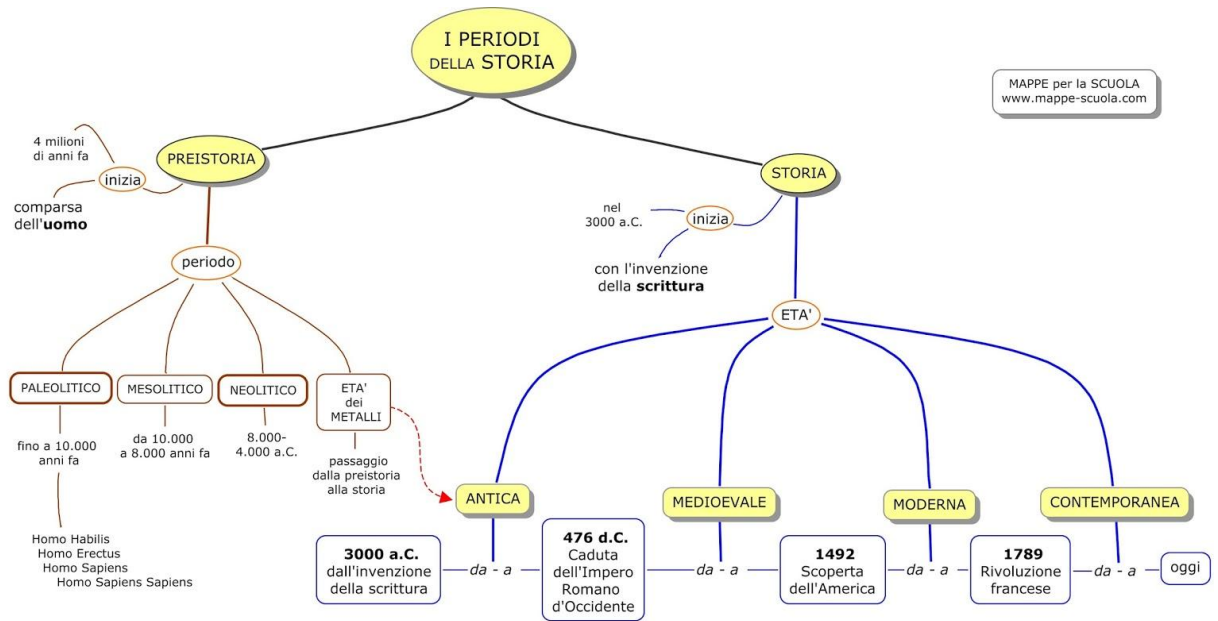 I PERIODI
DELLA STORIA
MAPPE per la SCUOLA
www.mappe-scuola.com
PREISTORIA
4 milioni
di anni fa
inizia
comparsa
dell'uomo
periodo
PALEOLITICO
MESOLITICO
NEOLITICO
ETA'
dei
METALLI
fino a 10.000
anni fa
da 10.000
a 8.000 anni fa
8.000-
4.000 a.C.
passaggio
dalla preistoria
alla storia
Homo Habilis
Homo Erectus
Homo Sapiens
Homo Sapiens Sapiens
STORIA
nel
3000 a.C.
inizia
con l'invenzione
della scrittura
ETA'
ANTICA
MEDIOEVALE
MODERNA
CONTEMPORANEA
3000 a.C.
dall'invenzione
della scrittura
da - a
476 d.C.
Caduta
dell'Impero
Romano
d'Occidente
da - a
1492
Scoperta
dell'America
da - a
1789
Rivoluzione
francese
da - a
oggi